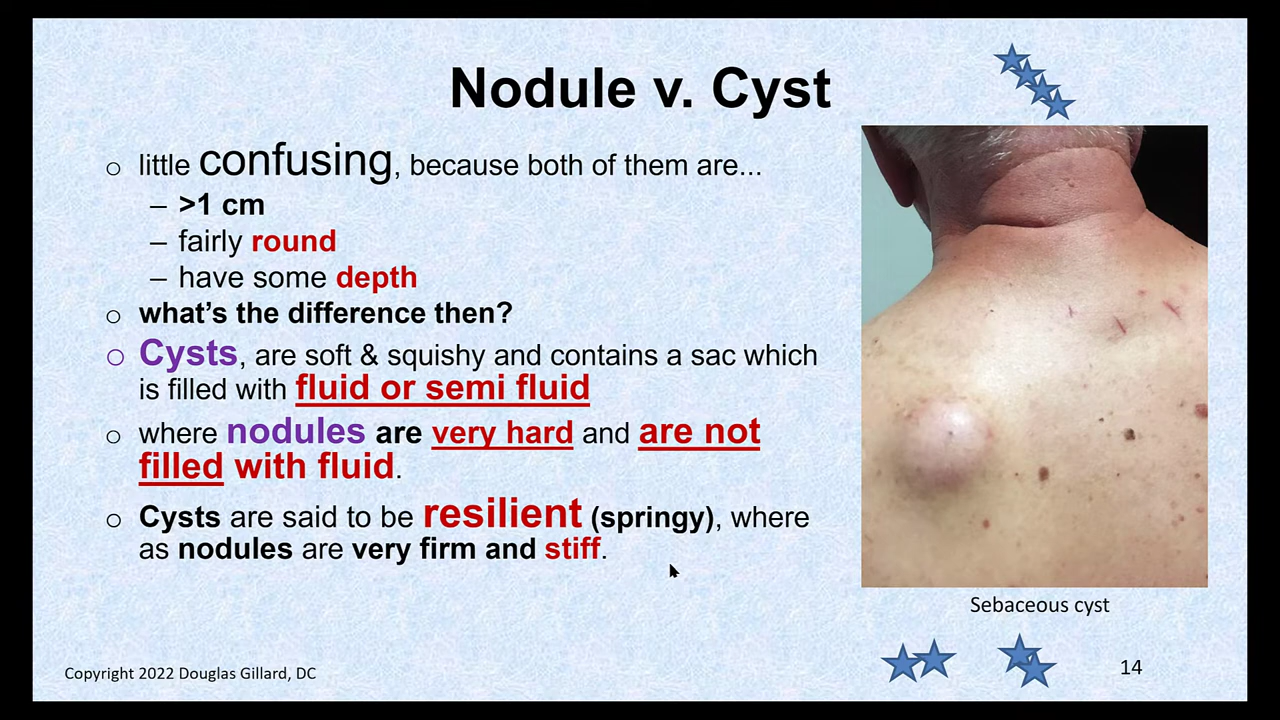 Nodule v. Cyst
o little confusing, because both of them are...
– >1 cm
– fairly round
– have some depth
o what's the difference then?
o Cysts, are soft & squishy and contains a sac which
is filled with fluid or semi fluid
o where nodules are very hard and are not
filled with fluid.
o Cysts are said to be resilient (springy), where
as nodules are very firm and stiff.
Sebaceous cyst
Copyright 2022 Douglas Gillard, DC
14